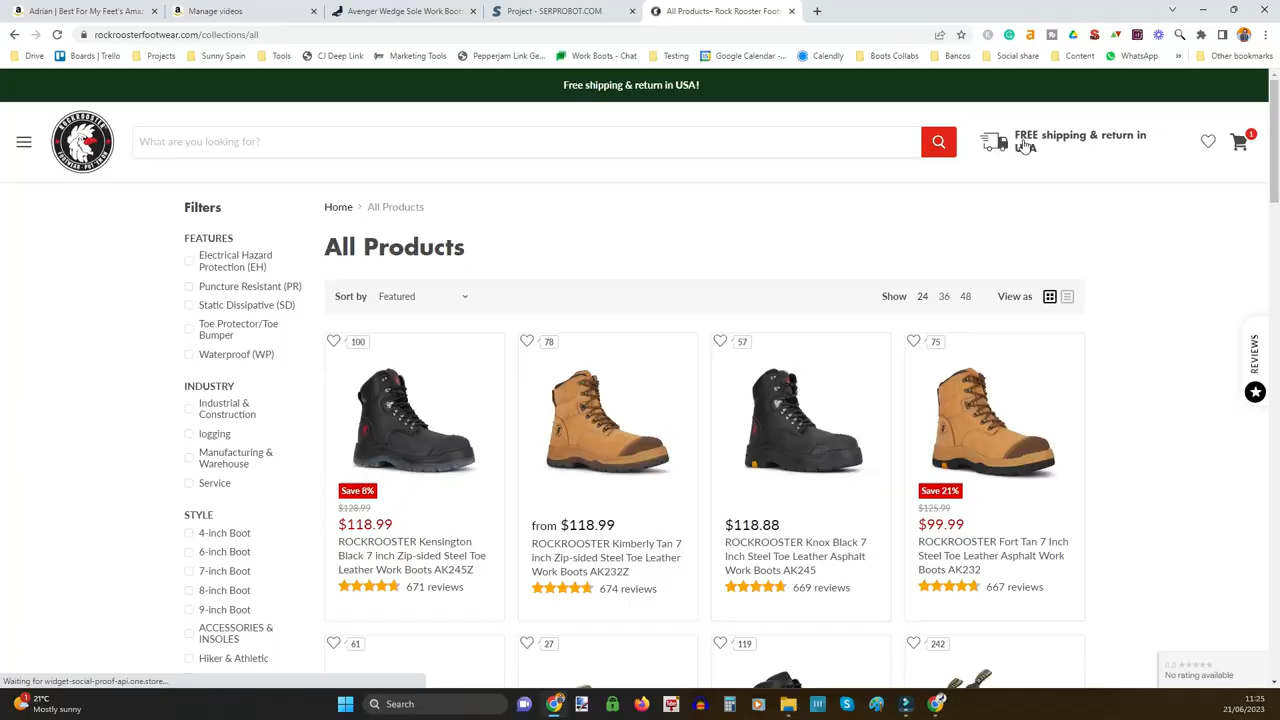 Adrian | Best For My Feet's Ama
Manage videos
Avenger Wedge Sole Work Boots
Project - SERPROBOT.COM
All Products– Rock Rooster Foot
rockroosterfootwear.com/collections/all
Drive
Boards | Trello
Projects
Sunny Spain
Tools
CJ Deep Link
Marketing Tools
Pepperjam Link Gene...
Work Boots - Chat
Testing
Google Calendar -...
Calendly
Boots Collabs
Bancos
Social share
Content
WhatsApp
»
Other bookmarks
Free shipping & return in USA!
ROCKROOSTER
What are you looking for?
FREE shipping & return in
USA
1
Filters
Home > All Products
FEATURES
All Products
Electrical Hazard
Protection (EH)
Puncture Resistant (PR)
Static Dissipative (SD)
Toe Protector/Toe
Bumper
Waterproof (WP)
Sort by Featured
Show 24 36 48 View as
INDUSTRY
Industrial &
Construction
logging
Manufacturing &
Warehouse
Service
STYLE
4-inch Boot
6-inch Boot
7-inch Boot
8-inch Boot
9-inch Boot
ACCESSORIES &
INSOLES
Hiker & Athletic
100
Save 8%
$128.99
$118.99
ROCKROOSTER Kensington
Black 7 inch Zip-sided Steel Toe
Leather Work Boots AK245Z
671 reviews
78
from $118.99
ROCKROOSTER Kimberly Tan 7
inch Zip-sided Steel Toe Leather
Work Boots AK232Z
674 reviews
57
$118.88
ROCKROOSTER Knox Black 7
Inch Steel Toe Leather Asphalt
Work Boots AK245
669 reviews
75
Save 21%
$125.99
$99.99
ROCKROOSTER Fort Tan 7 Inch
Steel Toe Leather Asphalt Work
Boots AK232
667 reviews
61
27
119
242
REVIEWS
0.0
No rating available
Waiting for widget-social-proof-api.one.store...
21°C
Mostly sunny
Search
11:25
21/06/2023